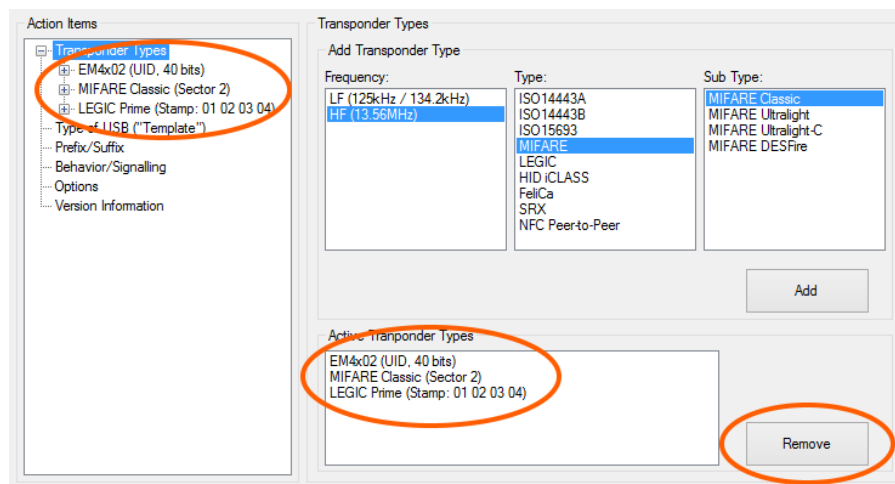 Action Items
Transponder Types
EM4x02 (UID, 40 bits)
MIFARE Classic (Sector 2)
LEGIC Prime (Stamp: 01 02 03 04)
Type of USB ("Template")
Prefix/Suffix
Behavior/Signalling
Options
Version Information
Transponder Types
Add Transponder Type
Frequency:
LF (125kHz / 134.2kHz)
HF (13.56MHz)
Type:
ISO14443A
ISO14443B
ISO15693
MIFARE
LEGIC
HID iCLASS
FeliCa
SRX
NFC Peer-to-Peer
Sub Type:
MIFARE Classic
MIFARE Ultralight
MIFARE Ultralight-C
MIFARE DESFire
Add
Active Tranponder Types
EM4x02 (UID, 40 bits)
MIFARE Classic (Sector 2)
LEGIC Prime (Stamp: 01 02 03 04)
Remove